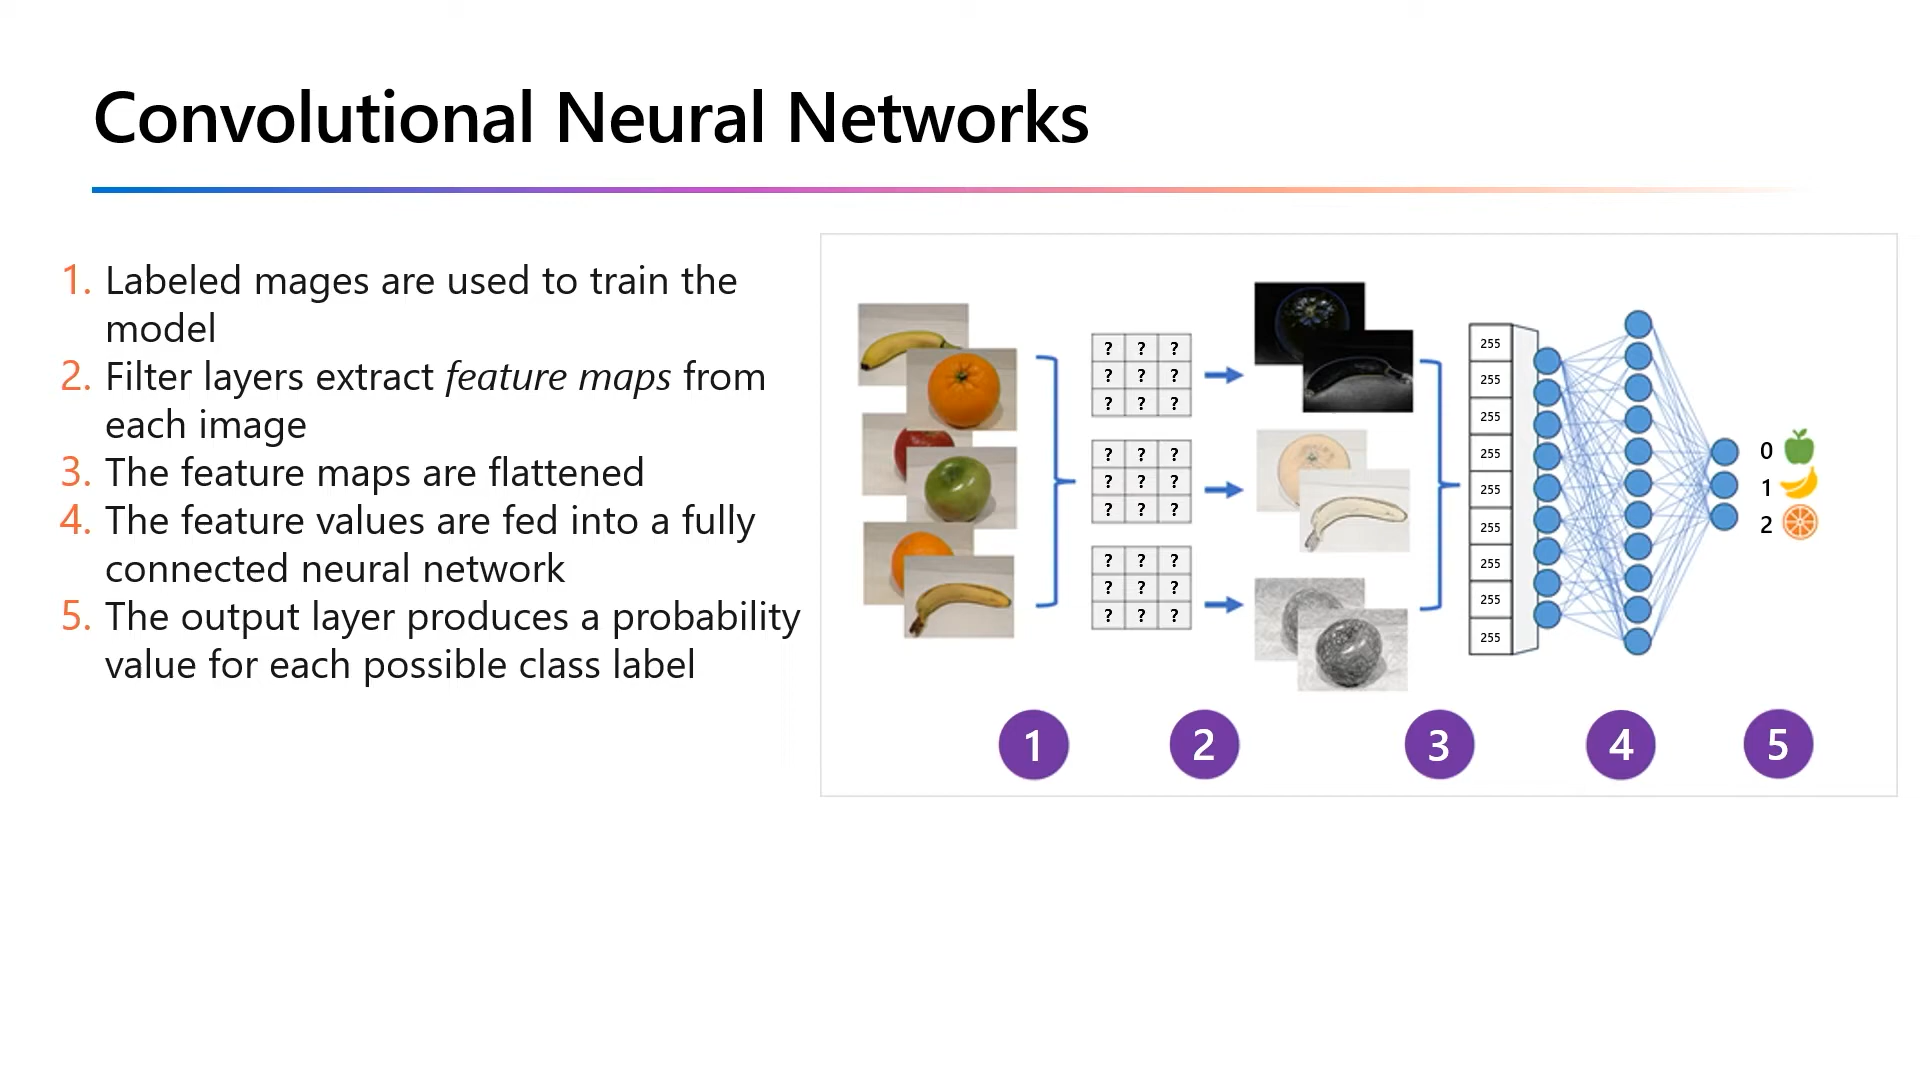 Convolutional Neural Networks
1. Labeled mages are used to train the
model
2. Filter layers extract feature maps from
each image
3. The feature maps are flattened
4. The feature values are fed into a fully
connected neural network
5. The output layer produces a probability
value for each possible class label
? ? ?
? ? ?
? ? ?
? ? ?
? ? ?
? ? ?
? ? ?
? ? ?
? ? ?
255
255
255
255
255
255
255
255
255
0
1
2
1 2 3 4 5